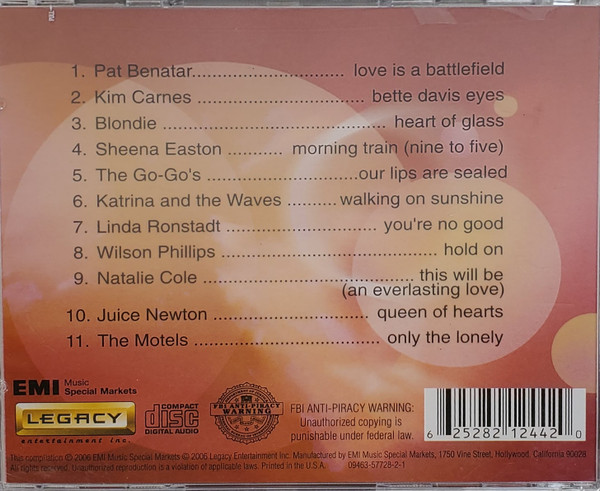 1. Pat Benatar.............................. love is a battlefield
2. Kim Carnes .............................. bette davis eyes
3. Blondie ........................................ heart of glass
4. Sheena Easton .......... morning train (nine to five)
5. The Go-Go's ...........................our lips are sealed
6. Katrina and the Waves ......... walking on sunshine
7. Linda Ronstadt ........................... you're no good
8. Wilson Phillips ...................................... hold on
9. Natalie Cole ..................................... this will be
(an everlasting love)
10. Juice Newton ........................... queen of hearts
11. The Motels ................................ only the lonely
EMI Music
Special Markets
LEGACY
entertainment inc.
COMPACT
disc
DIGITAL AUDIO
FBI ANTI-PIRACY
WARNING
FBI ANTI-PIRACY WARNING:
Unauthorized copying is
punishable under federal law.
6 25282 12442 0
This compilation ℗ 2006 EMI Music Special Markets © 2006 Legacy Entertainment Inc. Manufactured by EMI Music Special Markets, 1750 Vine Street, Hollywood, California 90028
All rights reserved. Unauthorized reproduction is a violation of applicable laws. Printed in the U.S.A. 09463-57728-2-1